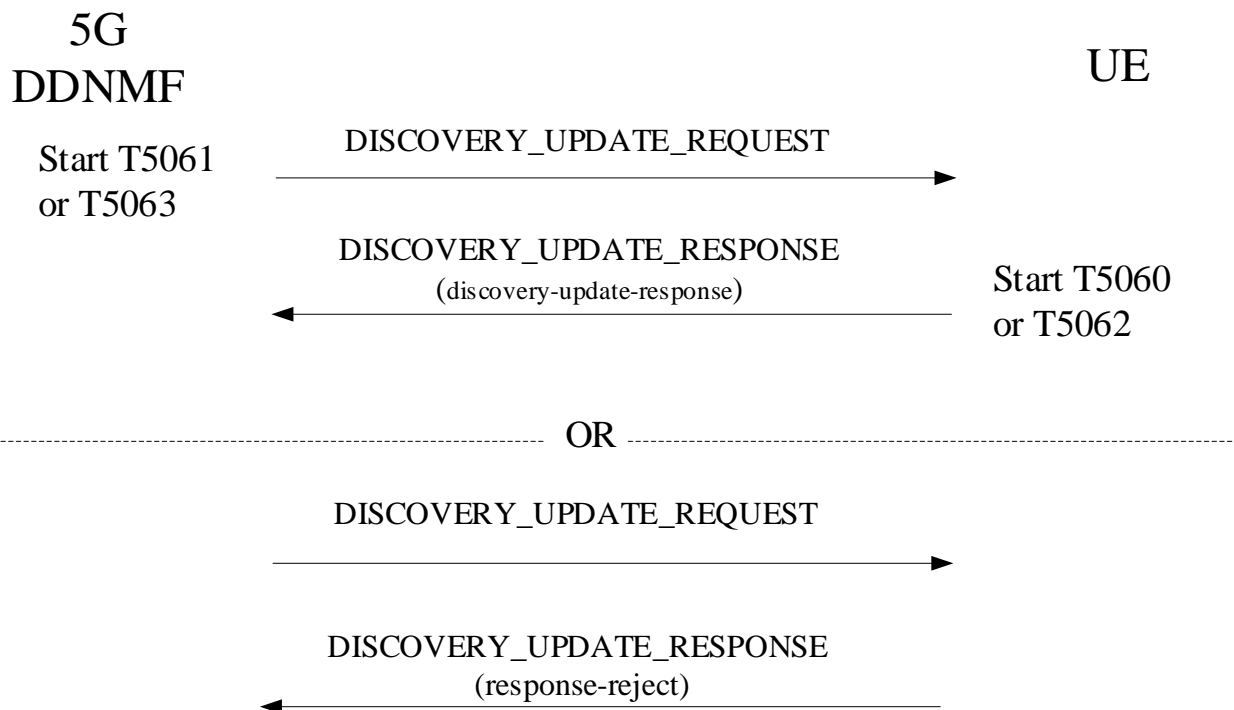 5G
DDNMF
UE
Start T5061
or T5063
DISCOVERY_UPDATE_REQUEST
DISCOVERY_UPDATE_RESPONSE
(discovery-update-response)
Start T5060
or T5062
OR
DISCOVERY_UPDATE_REQUEST
DISCOVERY_UPDATE_RESPONSE
(response-reject)